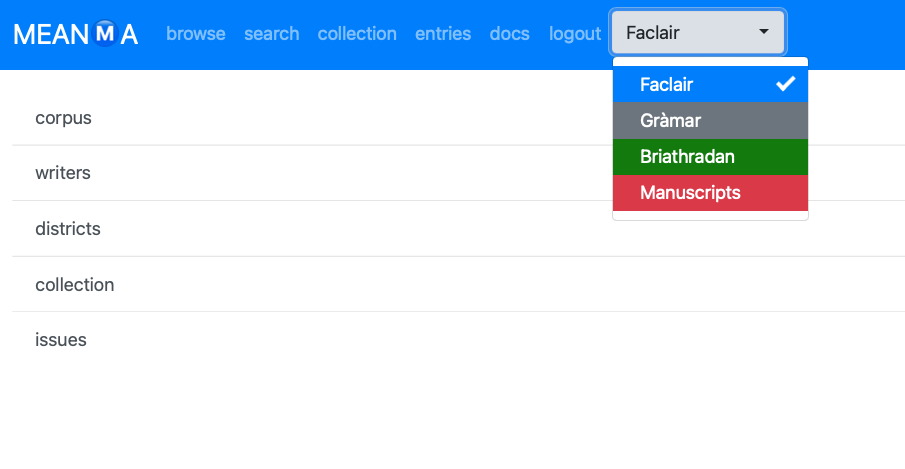 MEANMA browse search collection entries docs logout Faclair
Faclair
Gràmar
Briathradan
Manuscripts
corpus
writers
districts
collection
issues